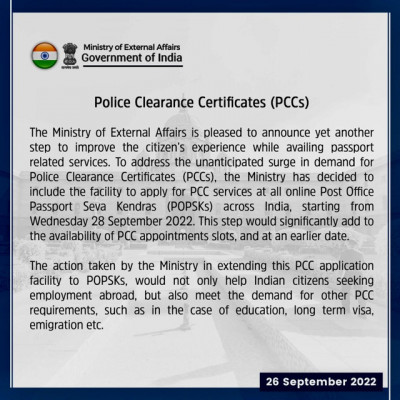 Ministry of External Affairs
Government of India
Police Clearance Certificates (PCCs)
The Ministry of External Affairs is pleased to announce yet another
step to improve the citizen's experience while availing passport
related services. To address the unanticipated surge in demand for
Police Clearance Certificates (PCCs), the Ministry has decided to
include the facility to apply for PCC services at all online Post Office
Passport Seva Kendras (POPSKs) across India, starting from
Wednesday 28 September 2022. This step would significantly add to
the availability of PCC appointments slots, and at an earlier date.
The action taken by the Ministry in extending this PCC application
facility to POPSKs, would not only help Indian citizens seeking
employment abroad, but also meet the demand for other PCC
requirements, such as in the case of education, long term visa,
emigration etc.
26 September 2022